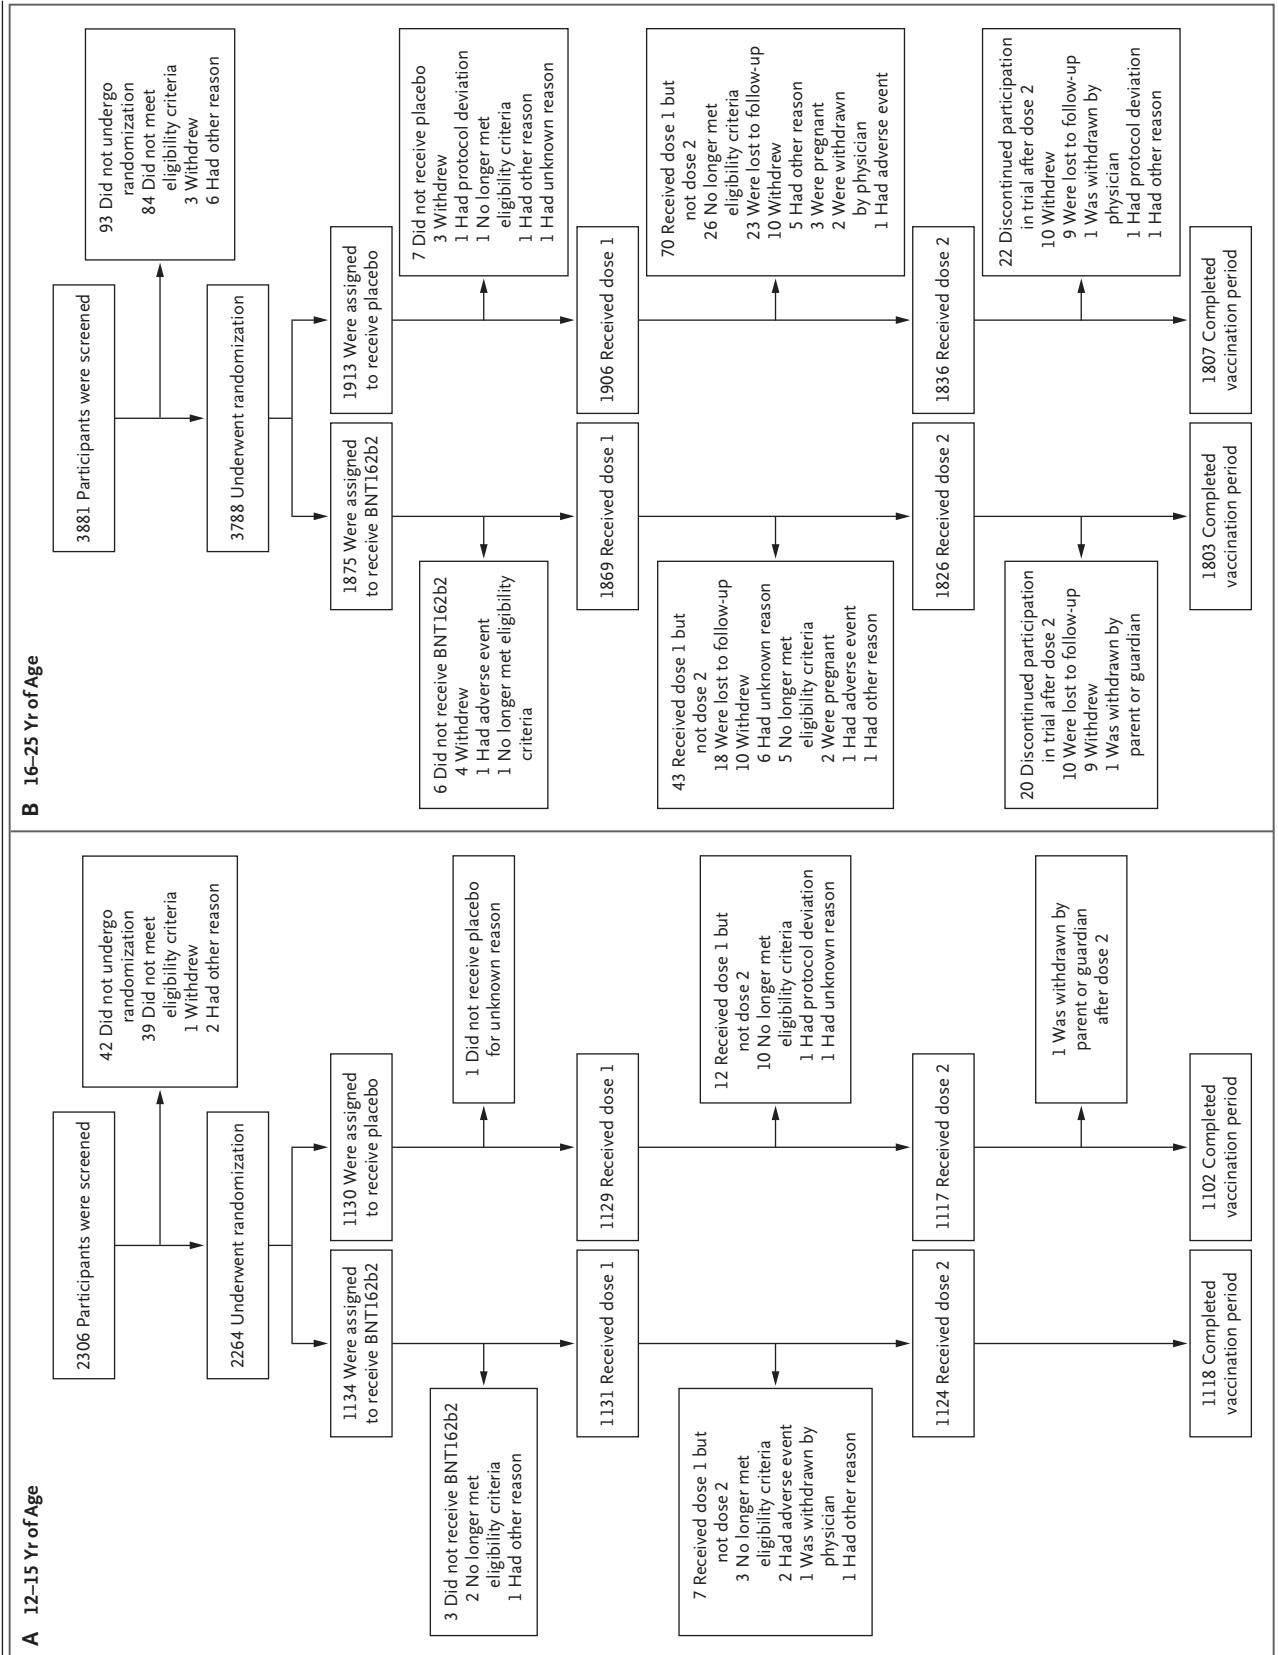 A 12–15 Yr of Age
2306 Participants were screened
42 Did not undergo
randomization
39 Did not meet
eligibility criteria
1 Withdrew
2 Had other reason
2264 Underwent randomization
1134 Were assigned
to receive BNT162b2
1130 Were assigned
to receive placebo
3 Did not receive BNT162b2
2 No longer met
eligibility criteria
1 Had other reason
1 Did not receive placebo
for unknown reason
1131 Received dose 1
1129 Received dose 1
7 Received dose 1 but
not dose 2
3 No longer met
eligibility criteria
2 Had adverse event
1 Was withdrawn by
physician
1 Had other reason
12 Received dose 1 but
not dose 2
10 No longer met
eligibility criteria
1 Had protocol deviation
1 Had unknown reason
1124 Received dose 2
1117 Received dose 2
1 Was withdrawn by
parent or guardian
after dose 2
1118 Completed
vaccination period
1102 Completed
vaccination period
B 16–25 Yr of Age
3881 Participants were screened
93 Did not undergo
randomization
84 Did not meet
eligibility criteria
3 Withdrew
6 Had other reason
3788 Underwent randomization
1875 Were assigned
to receive BNT162b2
1913 Were assigned
to receive placebo
6 Did not receive BNT162b2
4 Withdrew
1 Had adverse event
1 No longer met eligibility
criteria
7 Did not receive placebo
3 Withdrew
1 Had protocol deviation
1 No longer met
eligibility criteria
1 Had other reason
1 Had unknown reason
1869 Received dose 1
1906 Received dose 1
43 Received dose 1 but
not dose 2
18 Were lost to follow-up
10 Withdrew
6 Had unknown reason
5 No longer met
eligibility criteria
2 Were pregnant
1 Had adverse event
1 Had other reason
70 Received dose 1 but
not dose 2
26 No longer met
eligibility criteria
23 Were lost to follow-up
10 Withdrew
5 Had other reason
3 Were pregnant
2 Were withdrawn
by physician
1 Had adverse event
1826 Received dose 2
1836 Received dose 2
20 Discontinued participation
in trial after dose 2
10 Were lost to follow-up
9 Withdrew
1 Was withdrawn by
parent or guardian
22 Discontinued participation
in trial after dose 2
10 Withdrew
9 Were lost to follow-up
1 Was withdrawn by
physician
1 Had protocol deviation
1 Had other reason
1803 Completed
vaccination period
1807 Completed
vaccination period